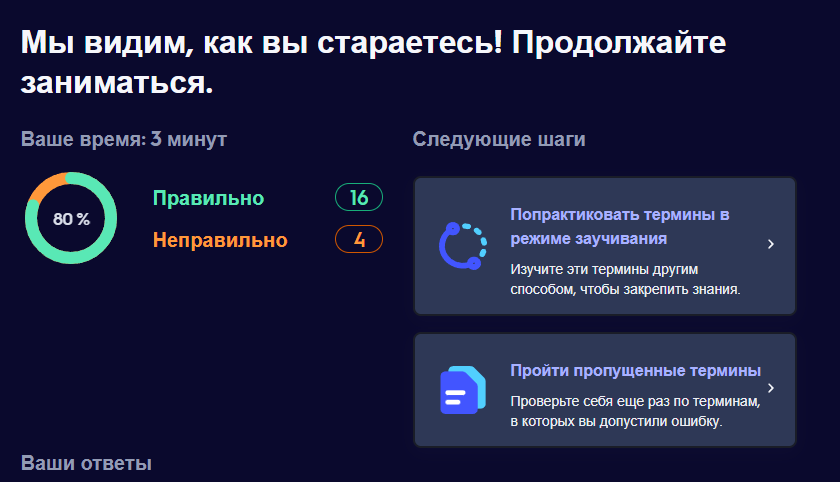 Мы видим, как вы стараетесь! Продолжайте
заниматься.
Ваше время: 3 минут
80 %
Правильно 16
Неправильно 4
Следующие шаги
Попрактиковать термины в
режиме заучивания
Изучите эти термины другим
способом, чтобы закрепить знания.
Пройти пропущенные термины
Проверьте себя еще раз по терминам,
в которых вы допустили ошибку.
Ваши ответы